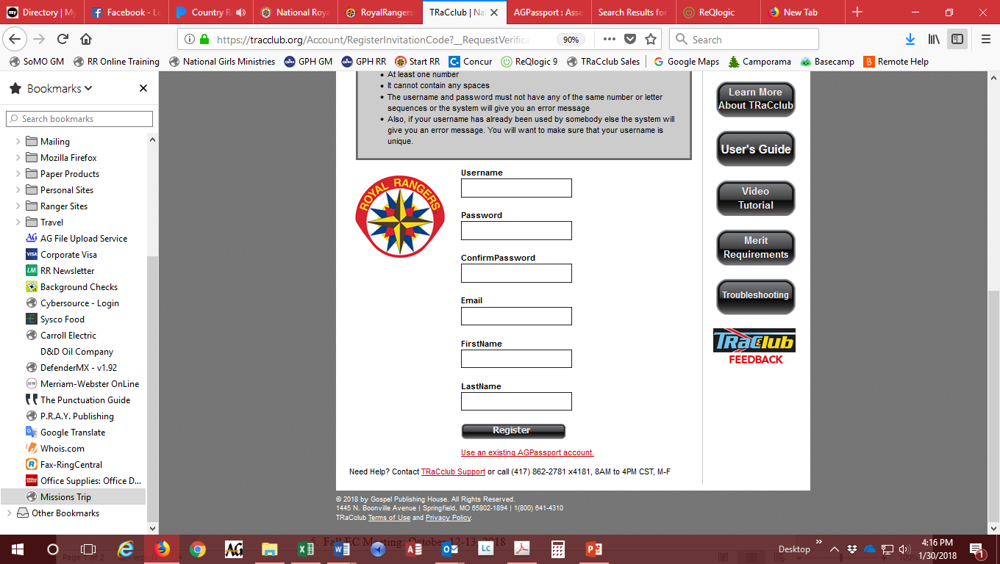 my Directory | My
Facebook - Lo
Country R
National Roya
RoyalRangers
TRaCclub | Na
AGPassport : Asse
Search Results for
ReQlogic
New Tab
https://tracclub.org/Account/RegisterInvitationCode?__RequestVerifica
90%
Search
SoMO GM
RR Online Training
National Girls Ministries
GPH GM
GPH RR
Start RR
Concur
ReQlogic 9
TRacClub Sales
Google Maps
Camporama
Basecamp
Remote Help
Bookmarks
Search bookmarks
Mailing
Mozilla Firefox
Paper Products
Personal Sites
Ranger Sites
Travel
AG File Upload Service
Corporate Visa
RR Newsletter
Background Checks
Cybersource - Login
Sysco Food
Carroll Electric
D&D Oil Company
DefenderMX - v1.92
Merriam-Webster OnLine
The Punctuation Guide
P.R.A.Y. Publishing
Google Translate
Whois.com
Fax-RingCentral
Office Supplies: Office D...
Missions Trip
Other Bookmarks
• At least one number
• It cannot contain any spaces
• The username and password must not have any of the same number or letter
sequences or the system will give you an error message
• Also, if your username has already been used by somebody else the system will
give you an error message. You will want to make sure that your username is
unique.
ROYAL RANGERS
Username
Password
ConfirmPassword
Email
FirstName
LastName
Register
Use an existing AGPassport account.
Need Help? Contact TRaCclub Support or call (417) 862-2781 x4181, 8AM to 4PM CST, M-F
Learn More
About TRaCclub
User's Guide
Video
Tutorial
Merit
Requirements
Troubleshooting
TRaCclub
FEEDBACK
© 2018 by Gospel Publishing House. All Rights Reserved.
1445 N. Boonville Avenue | Springfield, MO 65802-1894 | 1(800) 641-4310
TRaCclub Terms of Use and Privacy Policy.
5. Fall EC Meeting: October 12-13, 2018
Page 1 of 2
Desktop
4:16 PM
1/30/2018
1